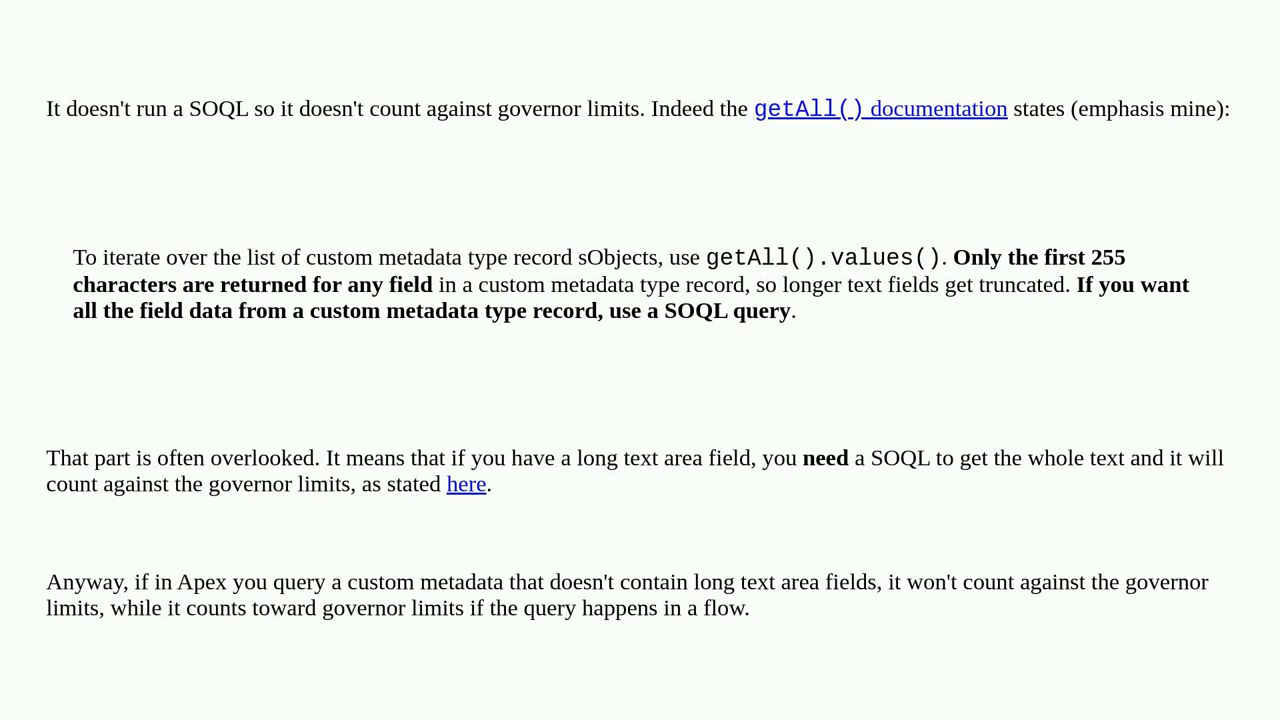 It doesn't run a SOQL so it doesn't count against governor limits. Indeed the getAll() documentation states (emphasis mine):
To iterate over the list of custom metadata type record sObjects, use getAll().values(). Only the first 255
characters are returned for any field in a custom metadata type record, so longer text fields get truncated. If you want
all the field data from a custom metadata type record, use a SOQL query.
That part is often overlooked. It means that if you have a long text area field, you need a SOQL to get the whole text and it will
count against the governor limits, as stated here.
Anyway, if in Apex you query a custom metadata that doesn't contain long text area fields, it won't count against the governor
limits, while it counts toward governor limits if the query happens in a flow.